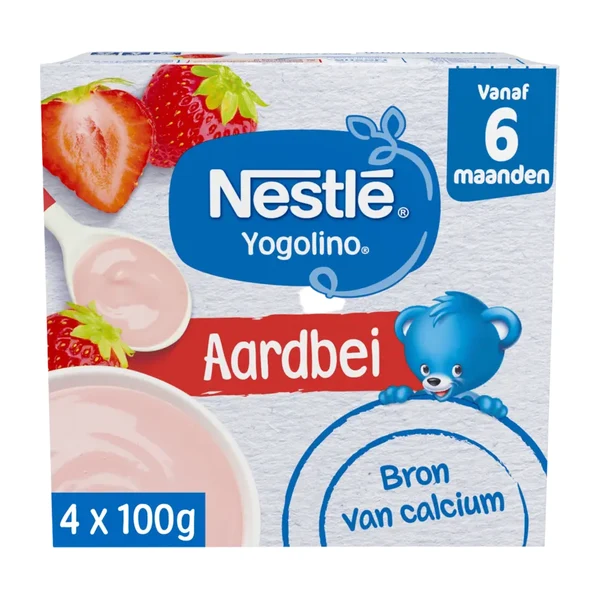 Vanaf
6
maanden
Nestlé®
Yogolino®
Aardbei
Bron
van calcium
4 x 100g